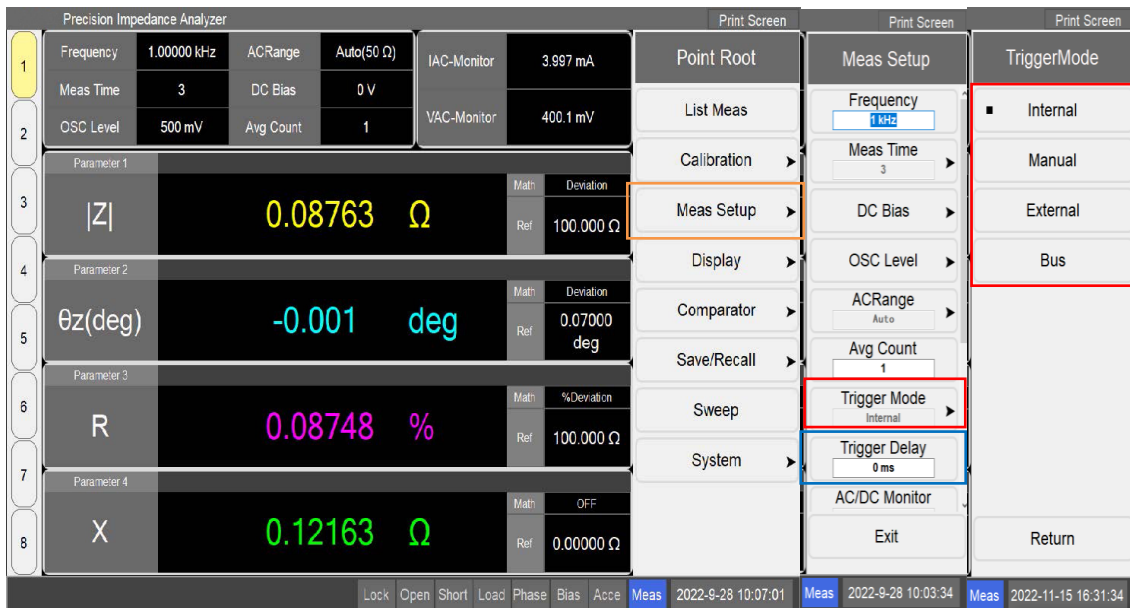 Precision Impedance Analyzer
Print Screen
Print Screen
Print Screen
1
2
3
4
5
6
7
8
Frequency 1.00000 kHz ACRange Auto(50 Ω)
Meas Time 3 DC Bias 0 V
OSC Level 500 mV Avg Count 1
IAC-Monitor 3.997 mA
VAC-Monitor 400.1 mV
Parameter 1
|Z| 0.08763 Ω
Math Deviation
Ref 100.000 Ω
Parameter 2
θz(deg) -0.001 deg
Math Deviation
Ref 0.07000
deg
Parameter 3
R 0.08748 %
Math %Deviation
Ref 100.000 Ω
Parameter 4
X 0.12163 Ω
Math OFF
Ref 0.00000 Ω
Point Root
List Meas
Calibration
Meas Setup
Display
Comparator
Save/Recall
Sweep
System
Meas Setup
Frequency
1 kHz
Meas Time
3
DC Bias
OSC Level
ACRange
Auto
Avg Count
1
Trigger Mode
Internal
Trigger Delay
0 ms
AC/DC Monitor
Exit
TriggerMode
Internal
Manual
External
Bus
Return
Lock Open Short Load Phase Bias Acce Meas 2022-9-28 10:07:01
Meas 2022-9-28 10:03:34
Meas 2022-11-15 16:31:34